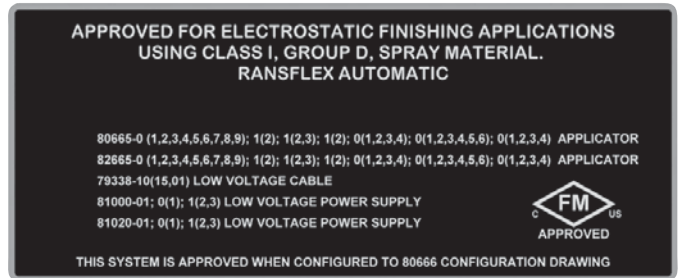 APPROVED FOR ELECTROSTATIC FINISHING APPLICATIONS
USING CLASS I, GROUP D, SPRAY MATERIAL.
RANSFLEX AUTOMATIC
80665-0 (1,2,3,4,5,6,7,8,9); 1(2); 1(2,3); 1(2); 0(1,2,3,4); 0(1,2,3,4,5,6); 0(1,2,3,4) APPLICATOR
82665-0 (1,2,3,4,5,6,7,8,9); 1(2); 1(2,3); 1(2); 0(1,2,3,4); 0(1,2,3,4,5,6); 0(1,2,3,4) APPLICATOR
79338-10(15,01) LOW VOLTAGE CABLE
81000-01; 0(1); 1(2,3) LOW VOLTAGE POWER SUPPLY
81020-01; 0(1); 1(2,3) LOW VOLTAGE POWER SUPPLY
C FM US
APPROVED
THIS SYSTEM IS APPROVED WHEN CONFIGURED TO 80666 CONFIGURATION DRAWING